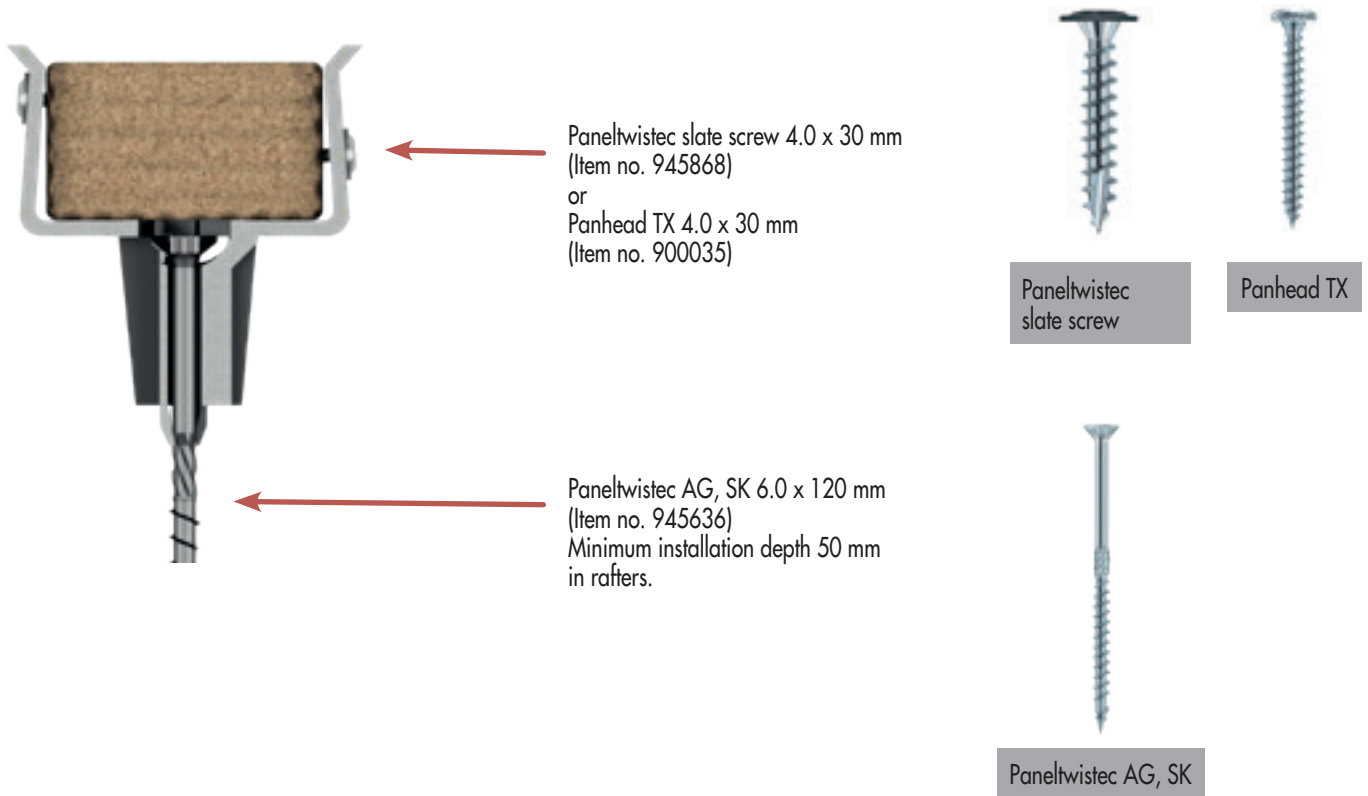 Paneltwistec slate screw 4.0 x 30 mm
(Item no. 945868)
or
Panhead TX 4.0 x 30 mm
(Item no. 900035)
Paneltwistec
slate screw
Panhead TX
Paneltwistec AG, SK 6.0 x 120 mm
(Item no. 945636)
Minimum installation depth 50 mm
in rafters.
Paneltwistec AG, SK